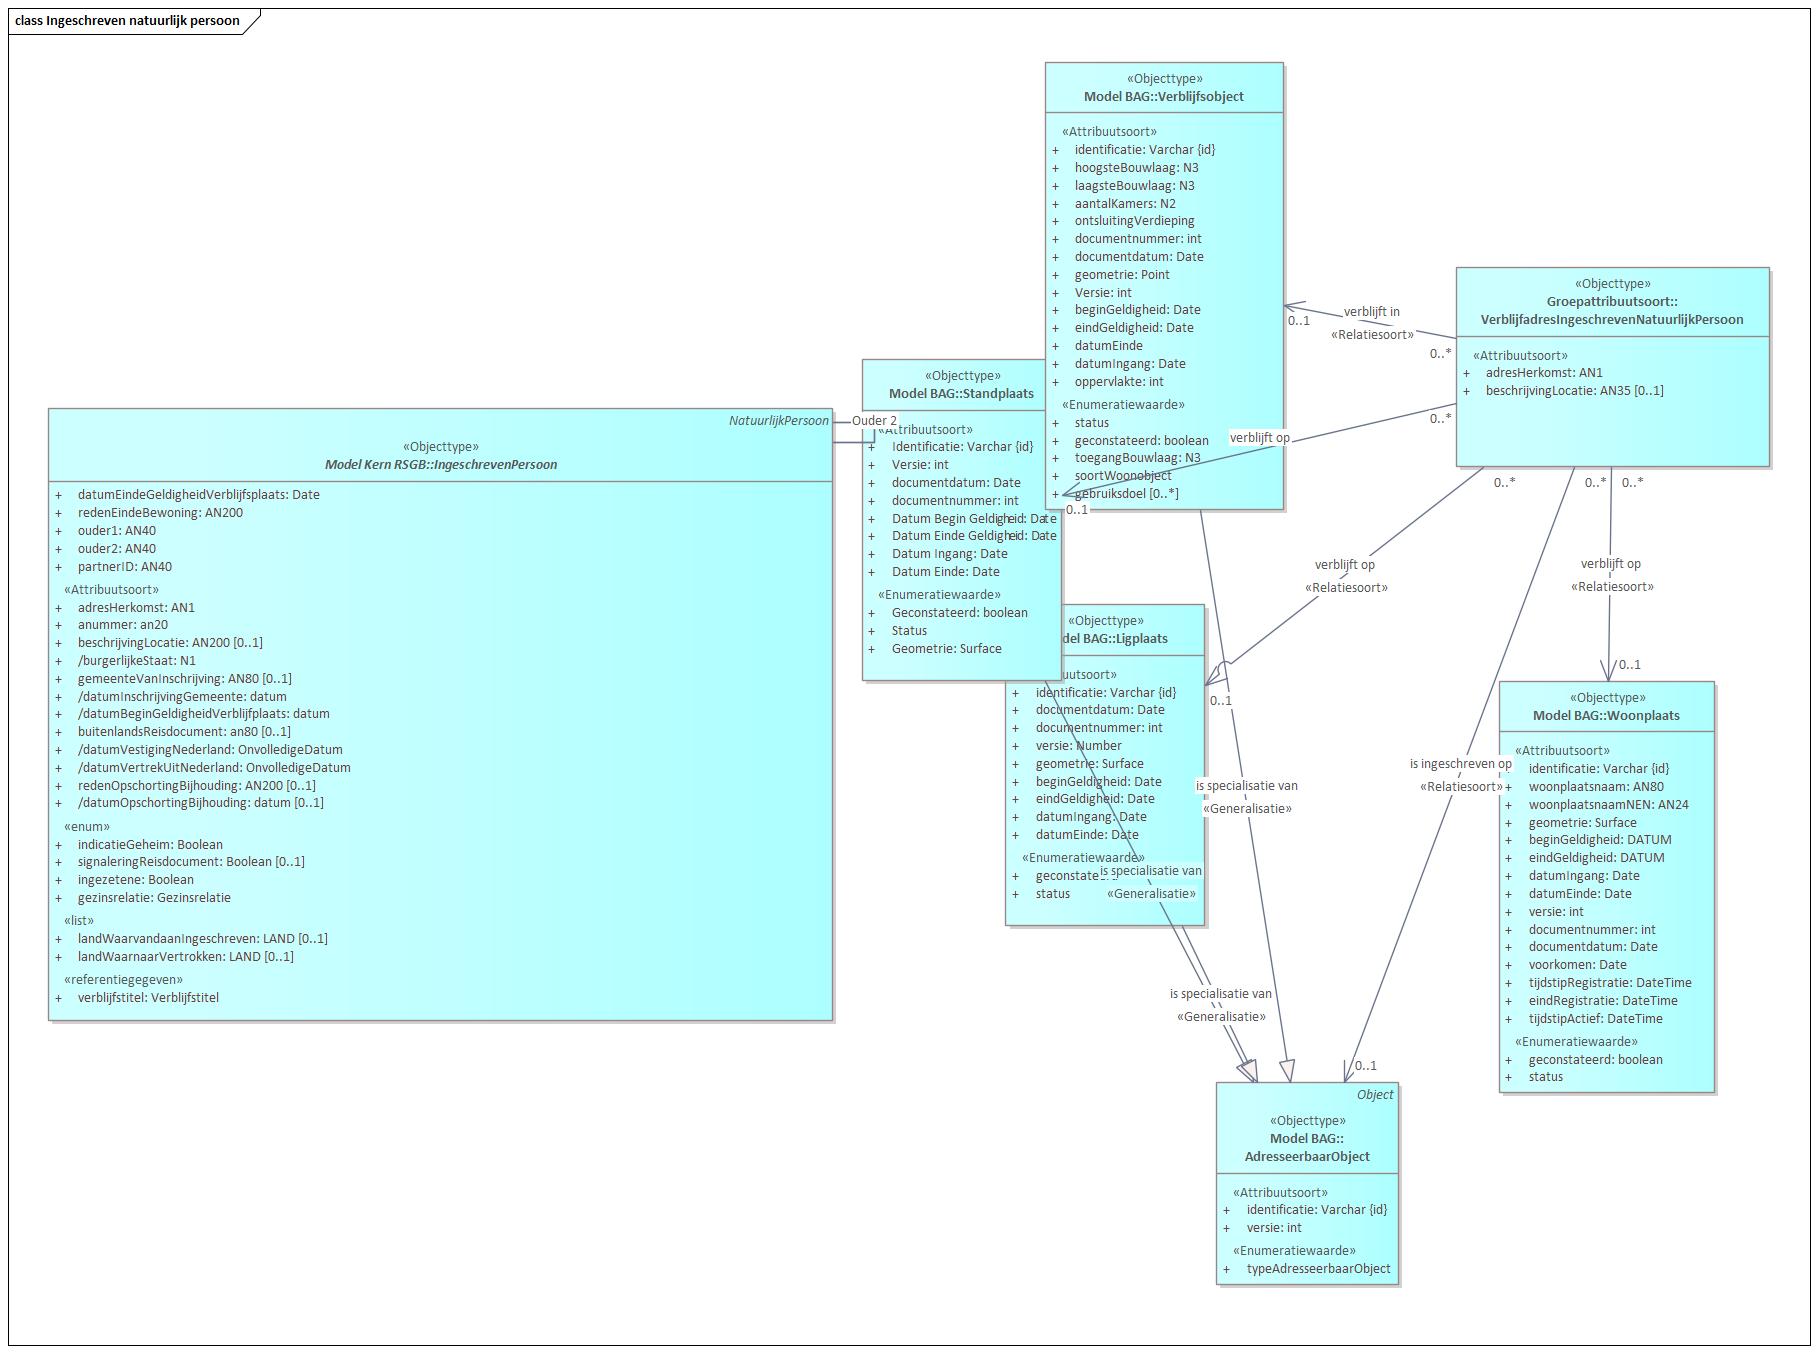 class Ingeschreven natuurlijk persoon
«Objecttype»
Model BAG::Verblijfsobject
«Attribuutsoort»
+ identificatie: Varchar {id}
+ hoogsteBouwlaag: N3
+ laagsteBouwlaag: N3
+ aantalKamers: N2
+ ontsluitingVerdieping
+ documentnummer: int
+ documentdatum: Date
+ geometrie: Point
+ Versie: int
+ beginGeldigheid: Date
+ eindGeldigheid: Date
+ datumEinde
+ datumIngang: Date
+ oppervlakte: int
«Enumeratiewaarde»
+ status
+ geconstateerd: boolean
+ toegangBouwlaag: N3
+ soortWoonobject
+ gebruiksdoel [0..*]
«Objecttype»
Groepattribuutsoort::
VerblijfadresIngeschrevenNatuurlijkPersoon
«Attribuutsoort»
+ adresHerkomst: AN1
+ beschrijvingLocatie: AN35 [0..1]
verblijft in
«Relatiesoort»
0..1
0..*
verblijft op
0..*
0..1
«Objecttype»
Model BAG::Standplaats
«Attribuutsoort»
+ Identificatie: Varchar {id}
+ Versie: int
+ documentdatum: Date
+ documentnummer: int
+ Datum Begin Geldigheid: Date
+ Datum Einde Geldigheid: Date
+ Datum Ingang: Date
+ Datum Einde: Date
«Enumeratiewaarde»
+ Geconstateerd: boolean
+ Status
+ Geometrie: Surface
Ouder 2
NatuurlijkPersoon
«Objecttype»
Model Kern RSGB::IngeschrevenPersoon
+ datumEindeGeldigheidVerblijfsplaats: Date
+ redenEindeBewoning: AN200
+ ouder1: AN40
+ ouder2: AN40
+ partnerID: AN40
«Attribuutsoort»
+ adresHerkomst: AN1
+ anummer: an20
+ beschrijvingLocatie: AN200 [0..1]
+ /burgerlijkeStaat: N1
+ gemeenteVanInschrijving: AN80 [0..1]
+ /datumInschrijvingGemeente: datum
+ /datumBeginGeldigheidVerblijfplaats: datum
+ buitenlandsReisdocument: an80 [0..1]
+ /datumVestigingNederland: OnvolledigeDatum
+ /datumVertrekUitNederland: OnvolledigeDatum
+ redenOpschortingBijhouding: AN200 [0..1]
+ /datumOpschortingBijhouding: datum [0..1]
«enum»
+ indicatieGeheim: Boolean
+ signaleringReisdocument: Boolean [0..1]
+ ingezetene: Boolean
+ gezinsrelatie: Gezinsrelatie
«list»
+ landWaarvandaanIngeschreven: LAND [0..1]
+ landWaarnaarVertrokken: LAND [0..1]
«referentiegegeven»
+ verblijfstitel: Verblijfstitel
«Objecttype»
del BAG::Ligplaats
uutsoort»
+ identificatie: Varchar {id}
+ documentdatum: Date
+ documentnummer: int
+ versie: Number
+ geometrie: Surface
+ beginGeldigheid: Date
+ eindGeldigheid: Date
+ datumIngang: Date
+ datumEinde: Date
«Enumeratiewaarde»
+ geconstate
+ status
0..*
0..*
0..*
verblijft op
«Relatiesoort»
0..1
verblijft op
«Relatiesoort»
0..1
is ingeschreven op
«Relatiesoort»
0..1
is specialisatie van
«Generalisatie»
is specialisatie van
«Generalisatie»
is specialisatie van
«Generalisatie»
«Objecttype»
Model BAG::Woonplaats
«Attribuutsoort»
identificatie: Varchar {id}
+ woonplaatsnaam: AN80
+ woonplaatsnaamNEN: AN24
+ geometrie: Surface
+ beginGeldigheid: DATUM
+ eindGeldigheid: DATUM
+ datumIngang: Date
+ datumEinde: Date
+ versie: int
+ documentnummer: int
+ documentdatum: Date
+ voorkomen: Date
+ tijdstipRegistratie: DateTime
+ eindRegistratie: DateTime
+ tijdstipActief: DateTime
«Enumeratiewaarde»
+ geconstateerd: boolean
+ status
Object
«Objecttype»
Model BAG::
AdresseerbaarObject
«Attribuutsoort»
+ identificatie: Varchar {id}
+ versie: int
«Enumeratiewaarde»
+ typeAdresseerbaarObject